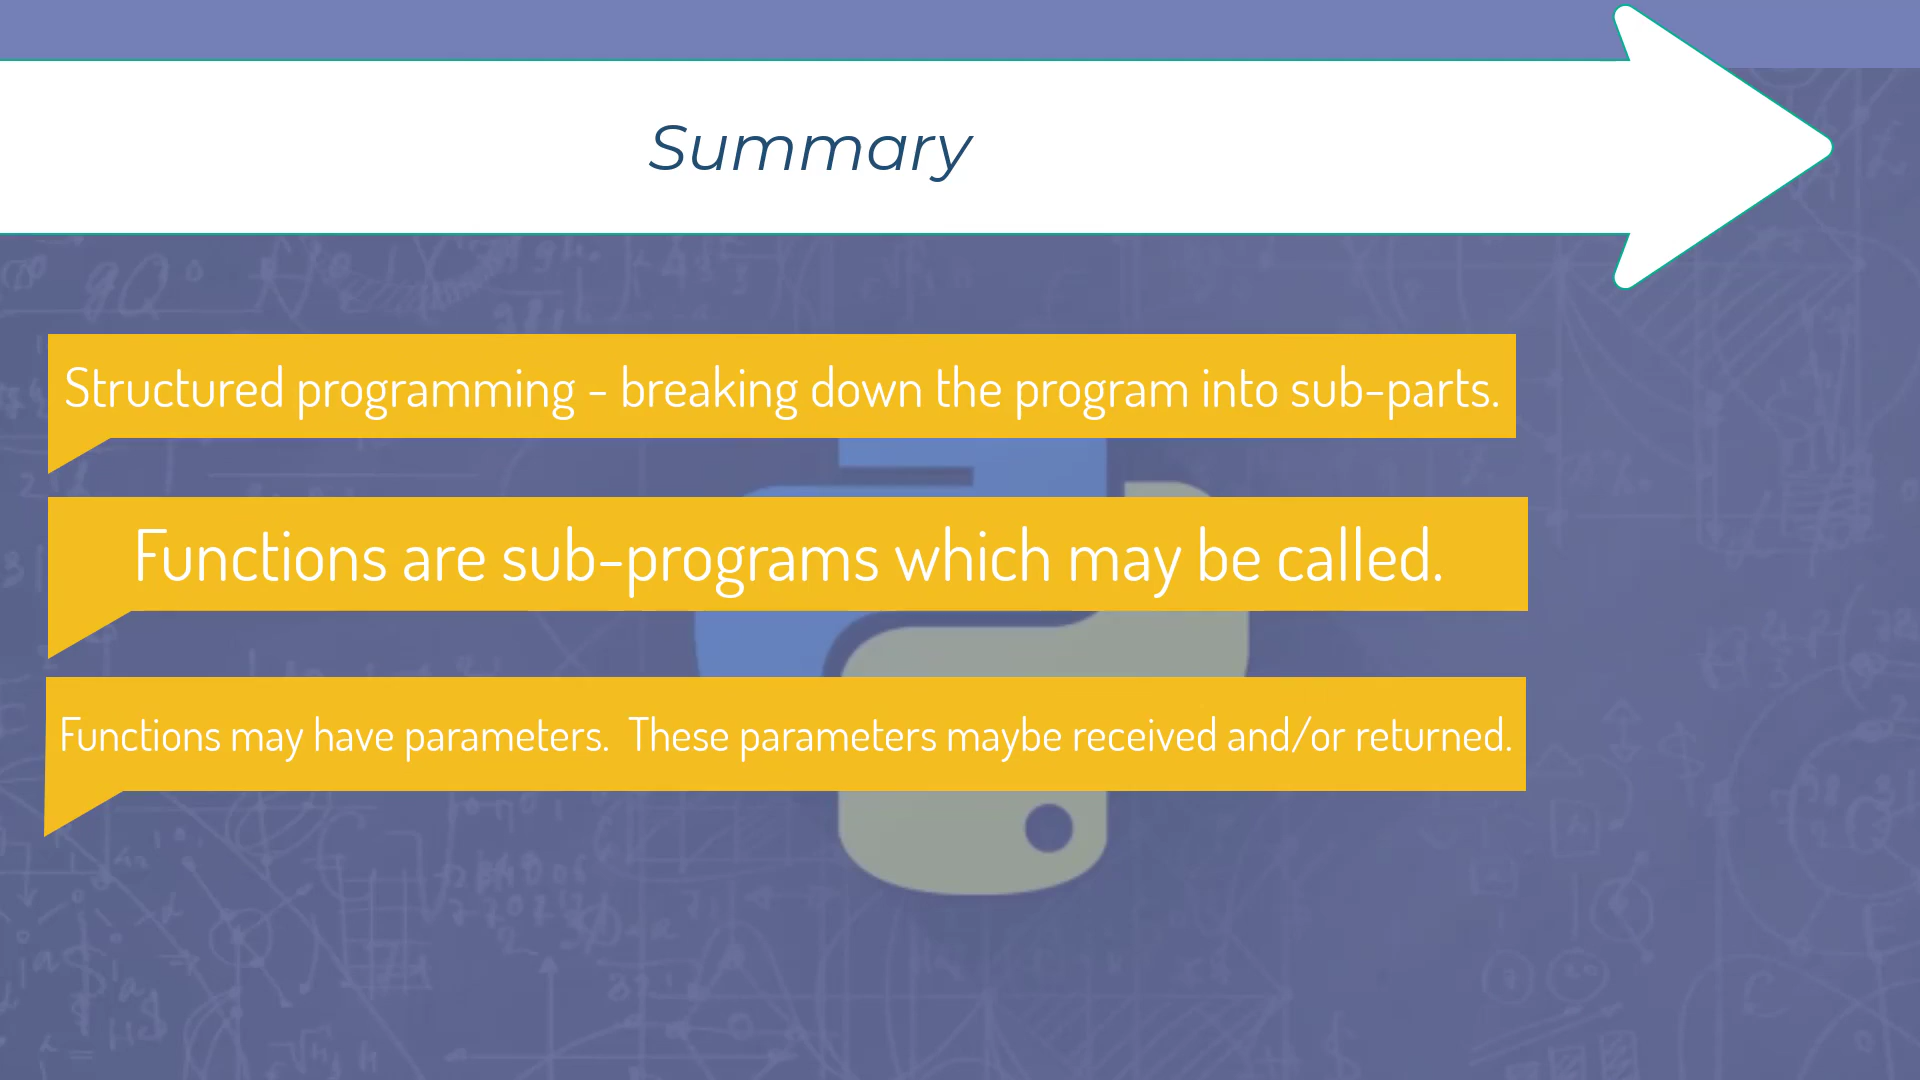 Summary
Structured programming - breaking down the program into sub-parts.
Functions are sub-programs which may be called.
Functions may have parameters.  These parameters maybe received and/or returned.